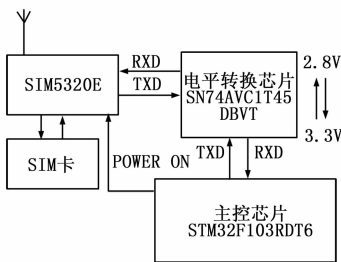 RXD
TXD
SIM5320E
电平转换芯片
SN74AVC1T45
DBVT
2.8V
3.3V
SIM卡
POWER ON
TXD
RXD
主控芯片
STM32F103RDT6